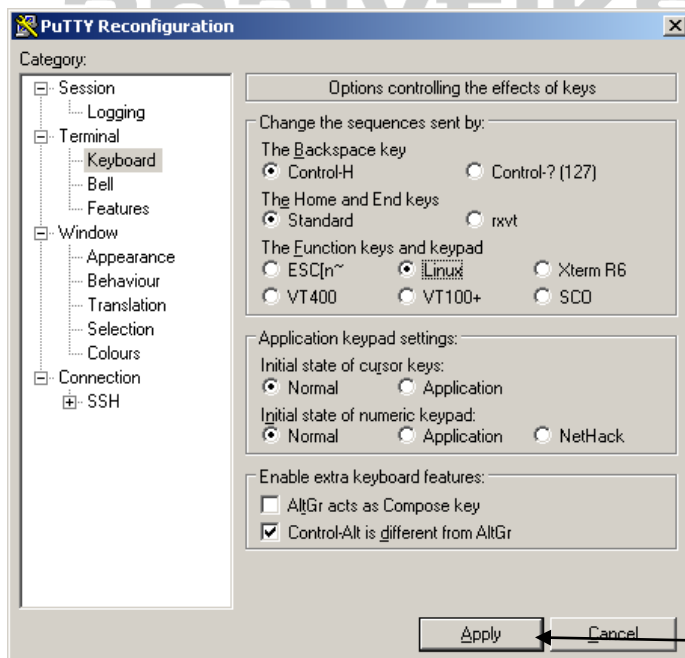 PuTTY Reconfiguration
Category:
Session
Logging
Terminal
Keyboard
Bell
Features
Window
Appearance
Behaviour
Translation
Selection
Colours
Connection
SSH
Options controlling the effects of keys
Change the sequences sent by:
The Backspace key
Control-H Control-? (127)
The Home and End keys
Standard rxvt
The Function keys and keypad
ESC[n~ Linux Xterm R6
VT400 VT100+ SCO
Application keypad settings:
Initial state of cursor keys:
Normal Application
Initial state of numeric keypad:
Normal Application NetHack
Enable extra keyboard features:
AltGr acts as Compose key
Control-Alt is different from AltGr
Apply Cancel